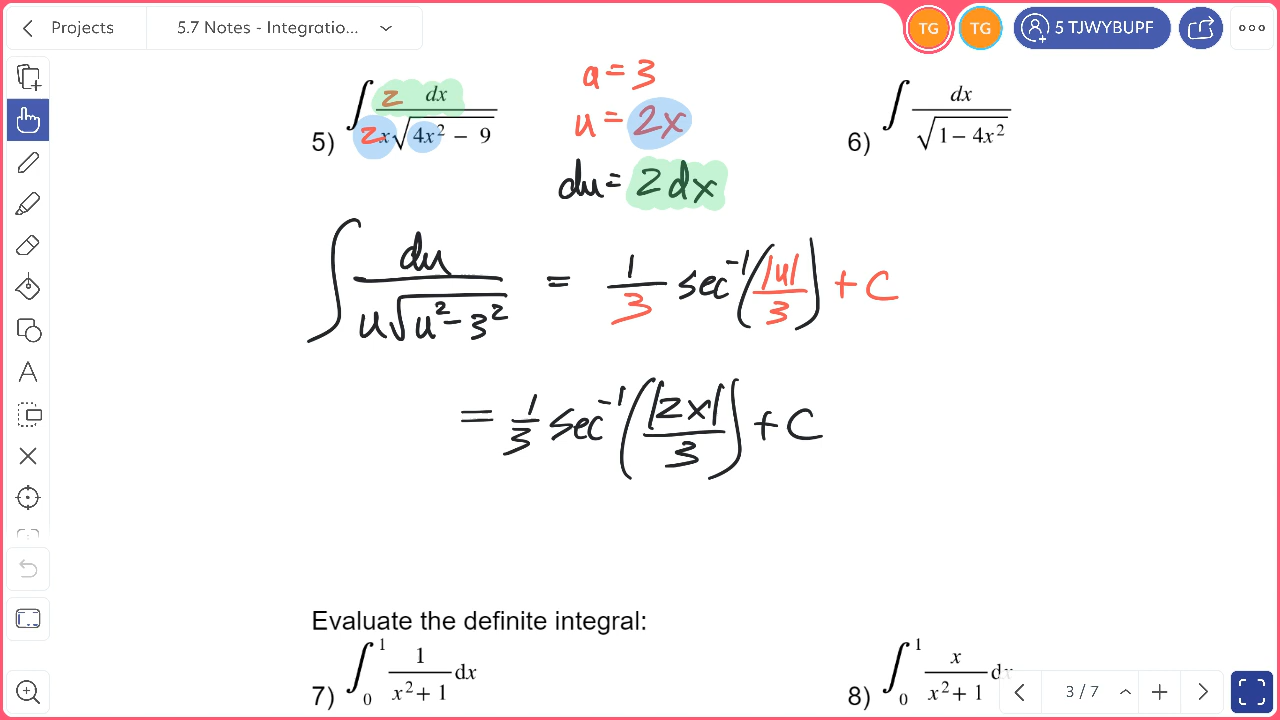 Projects
5.7 Notes - Integratio...
TG
TG
5 TJWYBUPF
5) ∫ 2 dx / 2x√(4x² − 9)
a = 3
u = 2x
du = 2dx
6) ∫ dx / √(1 − 4x²)
∫ du / u√(u² − 3²) = 1/3 sec⁻¹(|u|/3) + C
= 1/3 sec⁻¹(|2x|/3) + C
Evaluate the definite integral:
7) ∫₀¹ 1/(x² + 1) dx
8) ∫₀¹ x/(x² + 1) dx
3 / 7